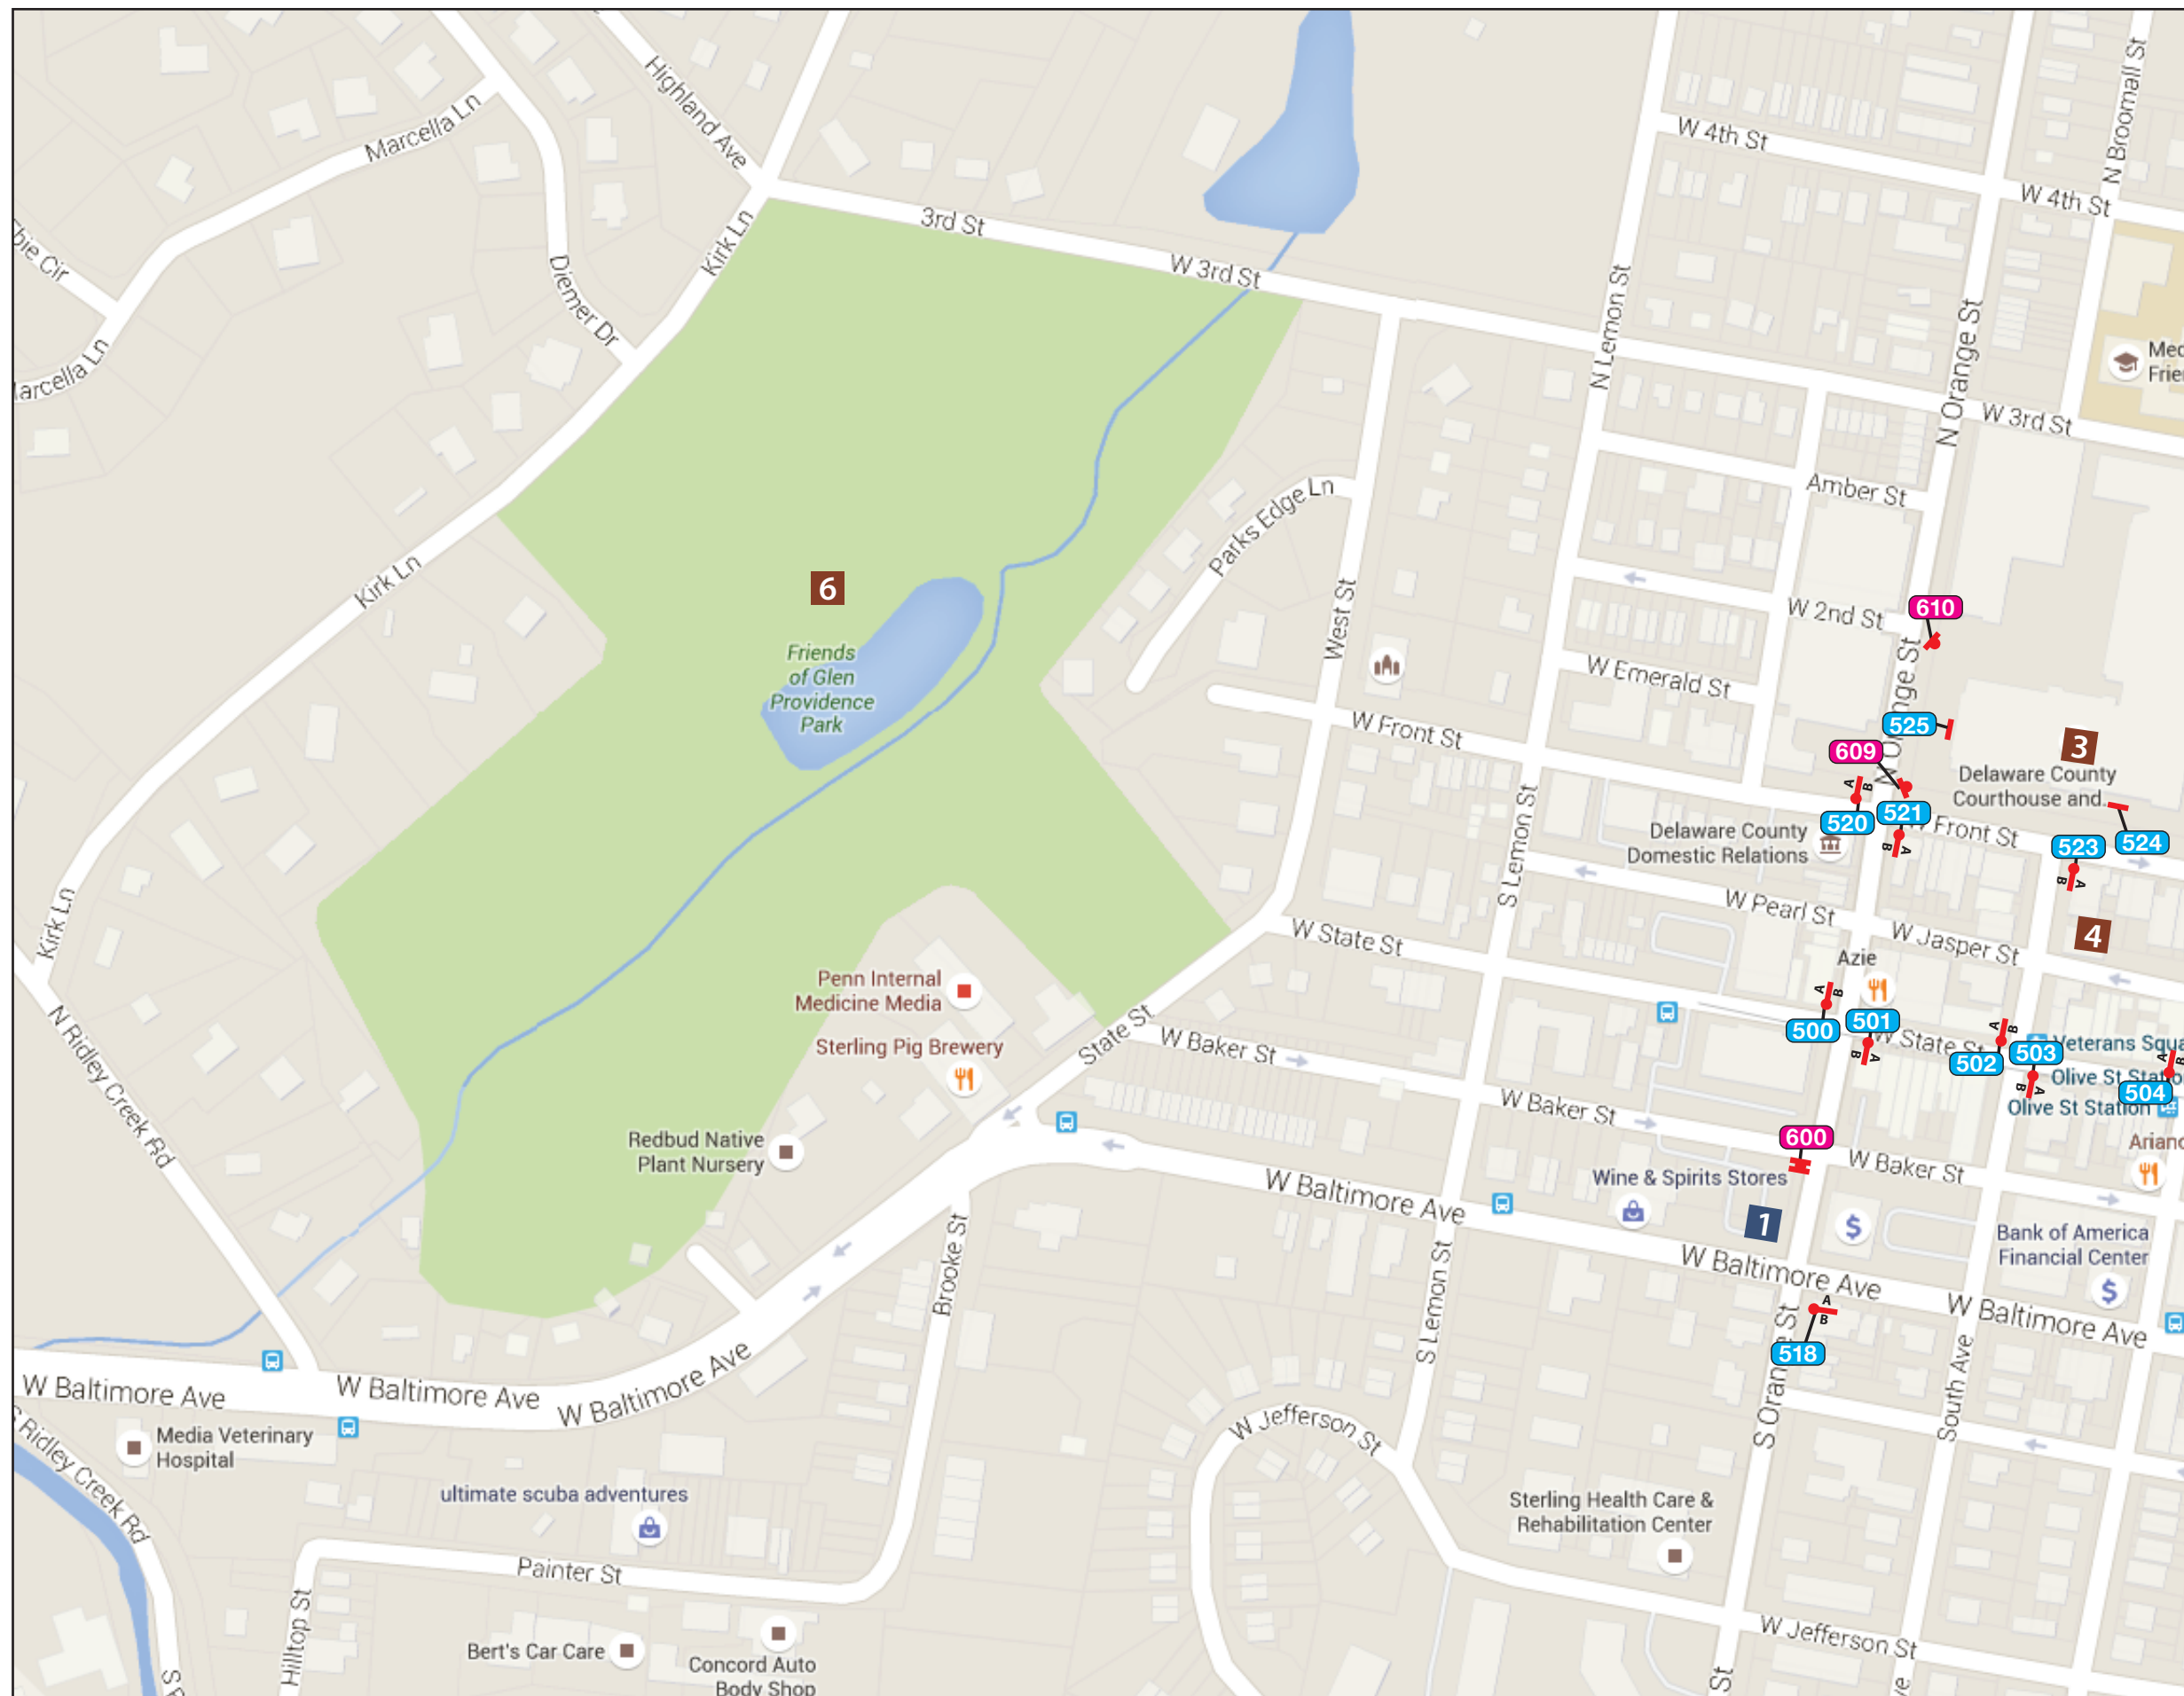 Highland Ave
Marcella Ln
W 4th St
N Broomall St
W 4th St
3rd St
Kirk Ln
W 3rd St
Diemer Dr
N Lemon St
N Orange St
W 3rd St
Amber St
Parks Edge Ln
Kirk Ln
6
W 2nd St
610
West St
Friends
of Glen
Providence
Park
W Emerald St
525
W Front St
609
3
Delaware County
Courthouse and
A
B
520
521
Front St
B
A
524
523
B
A
Delaware County
Domestic Relations
S Lemon St
W Pearl St
W Jasper St
4
Kirk Ln
W State St
Azie
Penn Internal
Medicine Media
A
B
500
501
B
A
W State St
A
B
502
503
B
A
Veterans Squa
Olive St Statio
A
B
504
Olive St Station
N Ridley Creek Rd
State St
Sterling Pig Brewery
W Baker St
W Baker St
600
W Baker St
Redbud Native
Plant Nursery
Wine & Spirits Stores
1
W Baltimore Ave
Bank of America
Financial Center
W Baltimore Ave
W Baltimore Ave
Brooke St
S Lemon St
A
B
518
S Orange St
South Ave
W Baltimore Ave
W Baltimore Ave
W Baltimore Ave
S Ridley Creek Rd
Media Veterinary
Hospital
W Jefferson St
ultimate scuba adventures
Sterling Health Care &
Rehabilitation Center
Painter St
Hilltop St
W Jefferson St
Bert's Car Care
Concord Auto
Body Shop
St